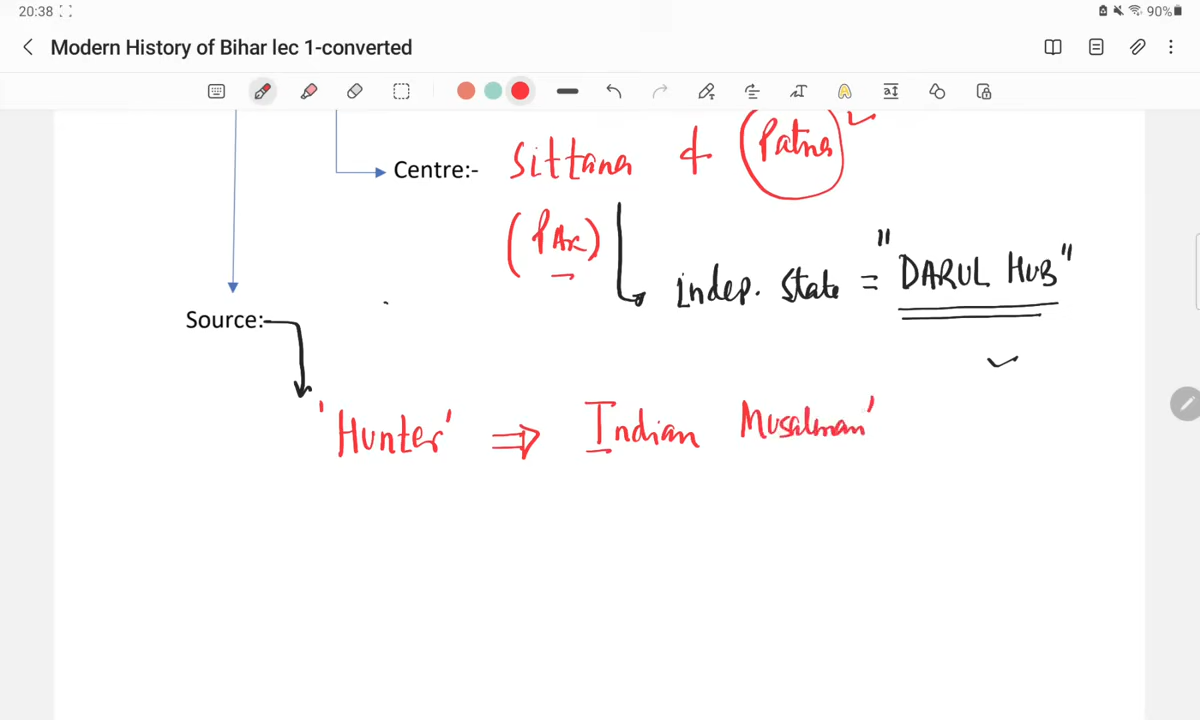 20:38 90%
Modern History of Bihar lec 1-converted
Centre:- Sittana & (Patna)
(PAK)
indep. State = "DARUL HUB"
Source:-
'Hunter' ⇒ Indian Musalman'